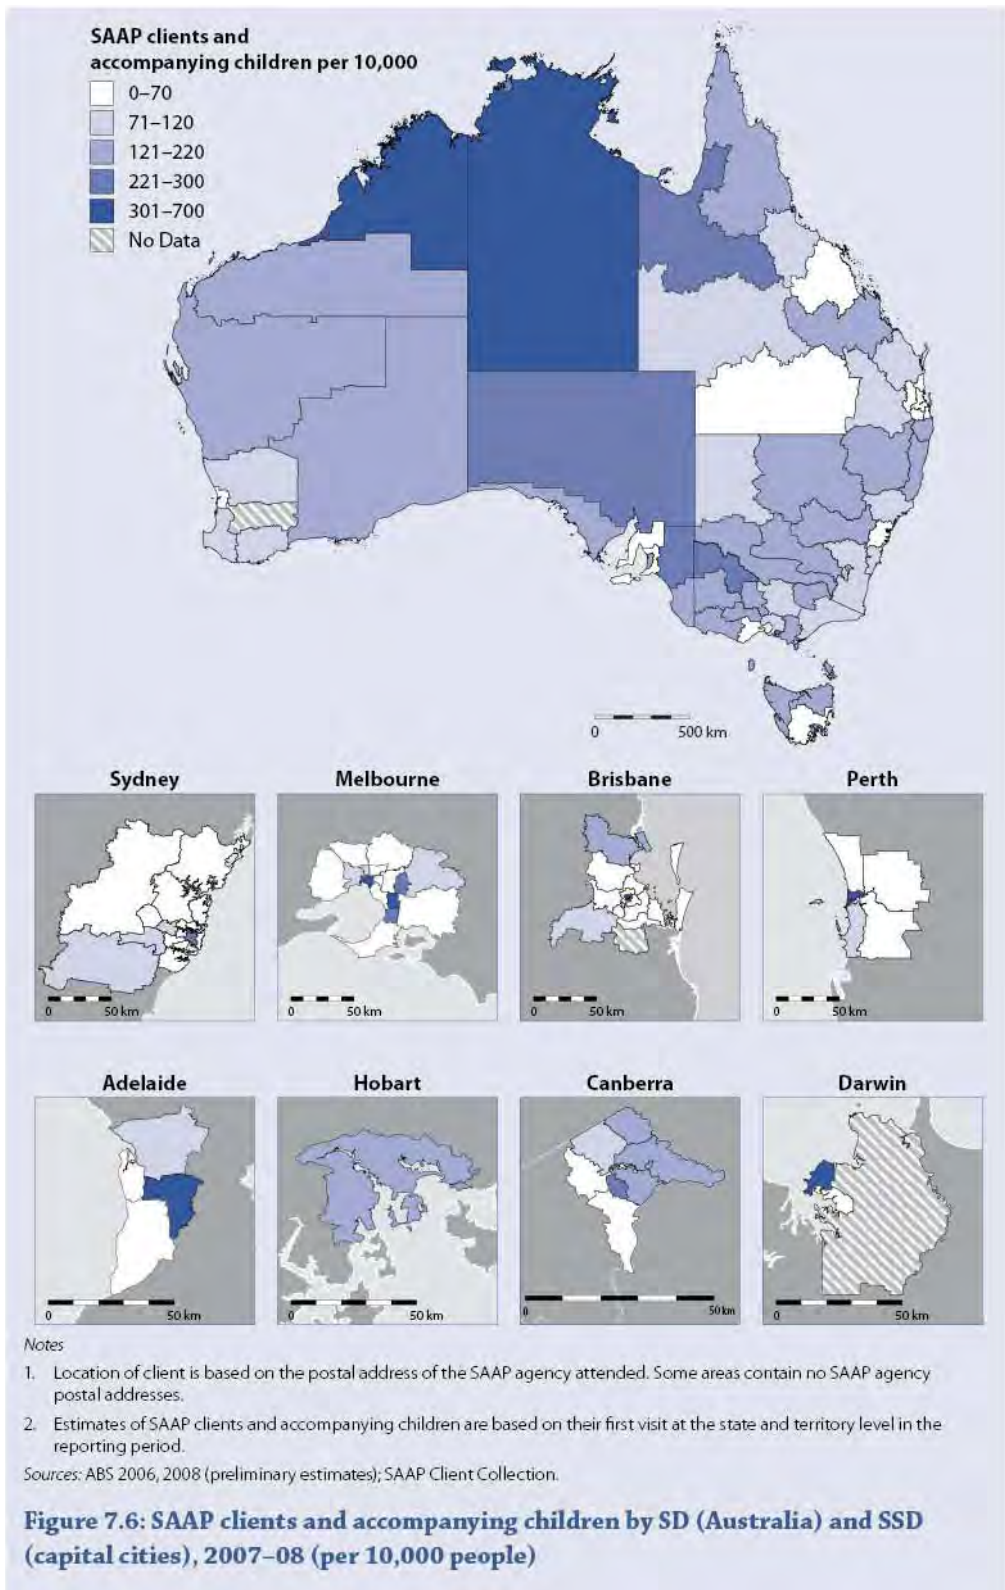 SAAP clients and
accompanying children per 10,000
0–70
71–120
121–220
221–300
301–700
No Data
0 500 km
Sydney
Melbourne
Brisbane
Perth
0 50 km
0 50 km
0 50 km
0 50 km
Adelaide
Hobart
Canberra
Darwin
0 50 km
0 50 km
0 50 km
0 50 km
Notes
1. Location of client is based on the postal address of the SAAP agency attended. Some areas contain no SAAP agency
postal addresses.
2. Estimates of SAAP clients and accompanying children are based on their first visit at the state and territory level in the
reporting period.
Sources: ABS 2006, 2008 (preliminary estimates); SAAP Client Collection.
Figure 7.6: SAAP clients and accompanying children by SD (Australia) and SSD
(capital cities), 2007–08 (per 10,000 people)